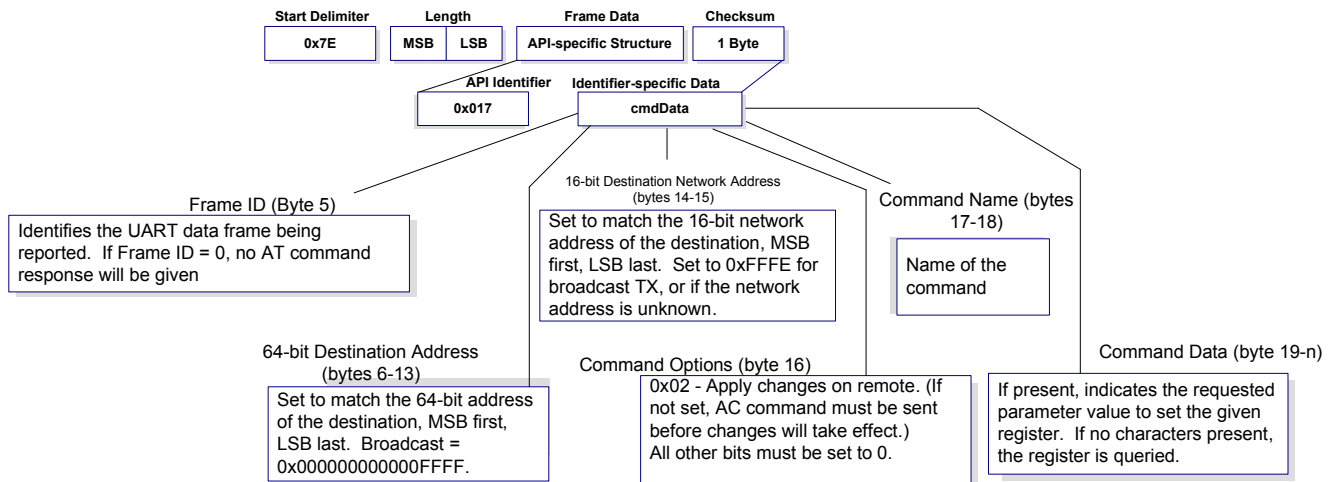 Start Delimiter Length Frame Data Checksum
0x7E MSB LSB API-specific Structure 1 Byte
API Identifier Identifier-specific Data
0x017 cmdData
Frame ID (Byte 5)
Identifies the UART data frame being
reported. If Frame ID = 0, no AT command
response will be given
16-bit Destination Network Address
(bytes 14-15)
Set to match the 16-bit network
address of the destination, MSB
first, LSB last. Set to 0xFFFE for
broadcast TX, or if the network
address is unknown.
Command Name (bytes
17-18)
Name of the
command
64-bit Destination Address
(bytes 6-13)
Set to match the 64-bit address
of the destination, MSB first,
LSB last. Broadcast =
0x000000000000FFFF.
Command Options (byte 16)
0x02 - Apply changes on remote. (If
not set, AC command must be sent
before changes will take effect.)
All other bits must be set to 0.
Command Data (byte 19-n)
If present, indicates the requested
parameter value to set the given
register. If no characters present,
the register is queried.